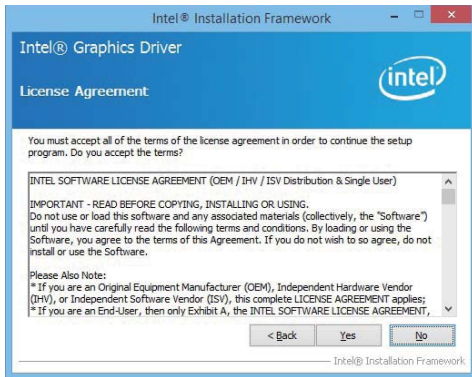 Intel® Installation Framework
Intel® Graphics Driver
License Agreement
intel
You must accept all of the terms of the license agreement in order to continue the setup
program. Do you accept the terms?
INTEL SOFTWARE LICENSE AGREEMENT (OEM / IHV / ISV Distribution & Single User)
IMPORTANT - READ BEFORE COPYING, INSTALLING OR USING.
Do not use or load this software and any associated materials (collectively, the "Software")
until you have carefully read the following terms and conditions. By loading or using the
Software, you agree to the terms of this Agreement. If you do not wish to so agree, do not
install or use the Software.
Please Also Note:
* If you are an Original Equipment Manufacturer (OEM), Independent Hardware Vendor
(IHV), or Independent Software Vendor (ISV), this complete LICENSE AGREEMENT applies;
* If you are an End-User, then only Exhibit A, the INTEL SOFTWARE LICENSE AGREEMENT,
< Back Yes No
Intel® Installation Framework